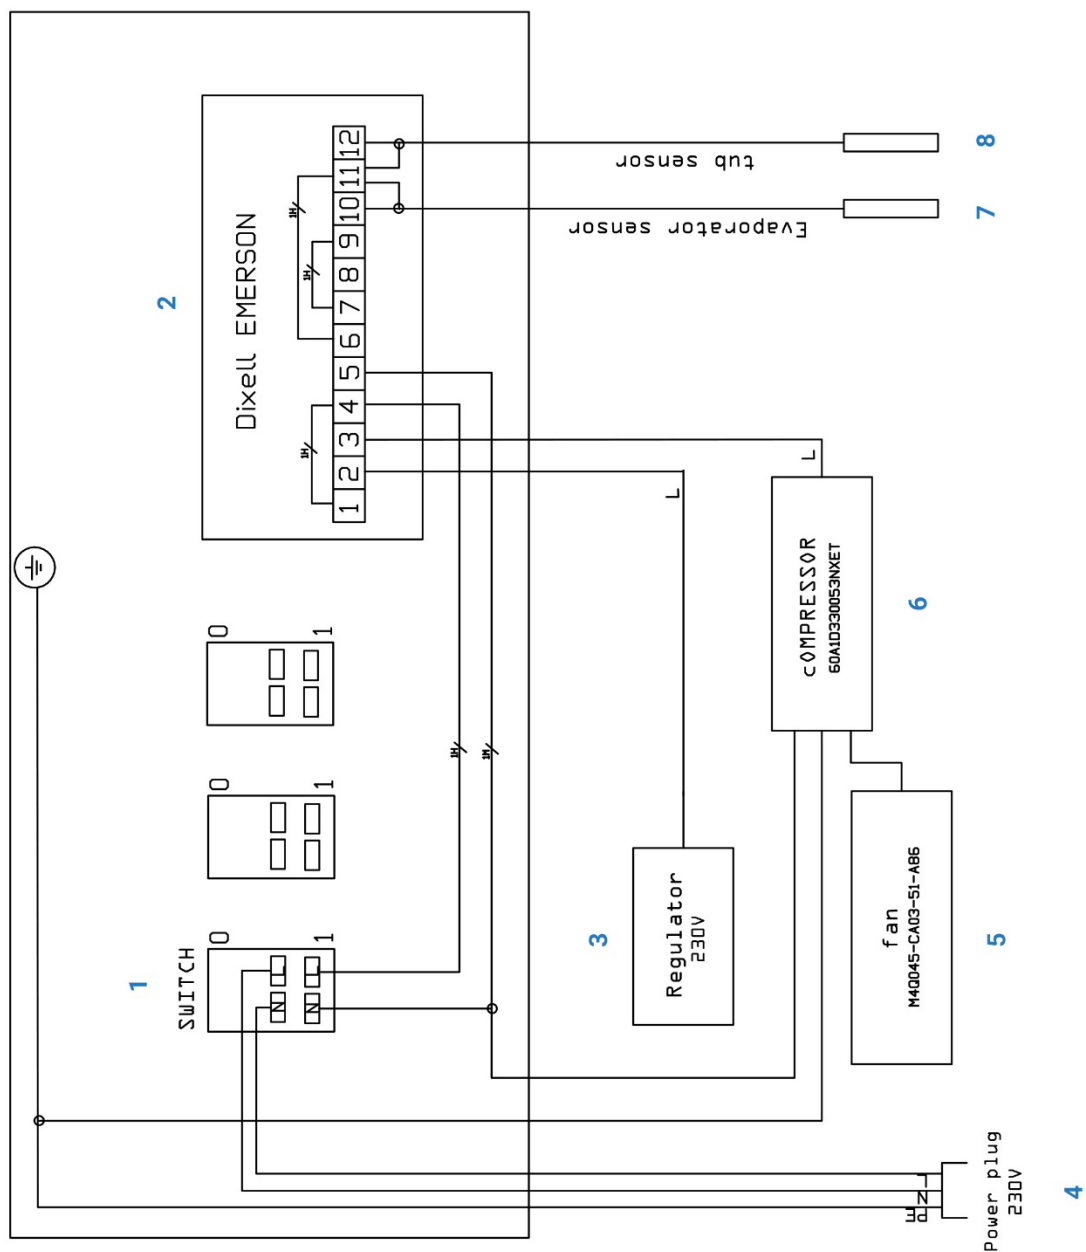 SWITCH
0
1
0
1
0
1
N
L
N
L
1
Dixell EMERSON
1 2 3 4 5 6 7 8 9 10 11 12
1H
1H
1H
2
1H
1M
tub sensor
8
Evaporator sensor
7
L
Regulator
230V
3
L
COMPRESSOR
60A1D330053NXET
6
fan
M4Q045-CA03-51-A86
5
L
N
PE
Power plug
230V
4